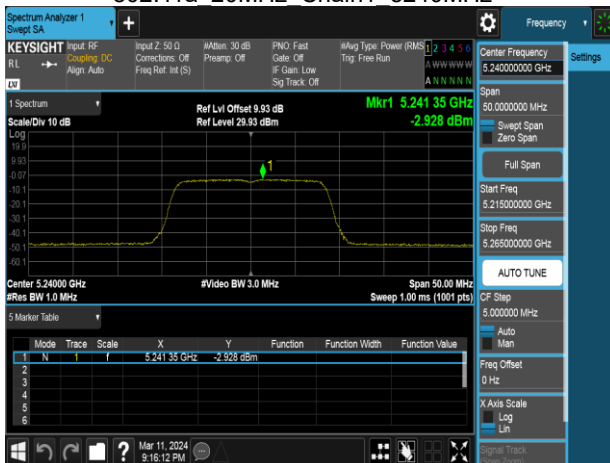 Spectrum Analyzer 1
Swept SA
Frequency
KEYSIGHT
RL
LXI
Input: RF
Coupling: DC
Align: Auto
Input Z: 50 Ω
Corrections: Off
Freq Ref: Int (S)
#Atten: 30 dB
Preamp: Off
PNO: Fast
Gate: Off
IF Gain: Low
Sig Track: Off
#Avg Type: Power (RMS
Trig: Free Run
1 2 3 4 5 6
A W W W W W
A N N N N N
Center Frequency
5.240000000 GHz
Settings
Span
50.0000000 MHz
Swept Span
Zero Span
Full Span
Start Freq
5.215000000 GHz
Stop Freq
5.265000000 GHz
AUTO TUNE
CF Step
5.000000 MHz
Auto
Man
Freq Offset
0 Hz
X Axis Scale
Log
Lin
Signal Track
1 Spectrum
Scale/Div 10 dB
Ref Lvl Offset 9.93 dB
Ref Level 29.93 dBm
Mkr1 5.241 35 GHz
-2.928 dBm
Log
19.9
9.93
-0.07
-10.1
-20.1
-30.1
-40.1
-50.1
-60.1
1
Center 5.24000 GHz
#Res BW 1.0 MHz
#Video BW 3.0 MHz
Span 50.00 MHz
Sweep 1.00 ms (1001 pts)
5 Marker Table
Mode Trace Scale X Y Function Function Width Function Value
1 N 1 f 5.241 35 GHz -2.928 dBm
2
3
4
5
6
Mar 11, 2024
9:16:12 PM